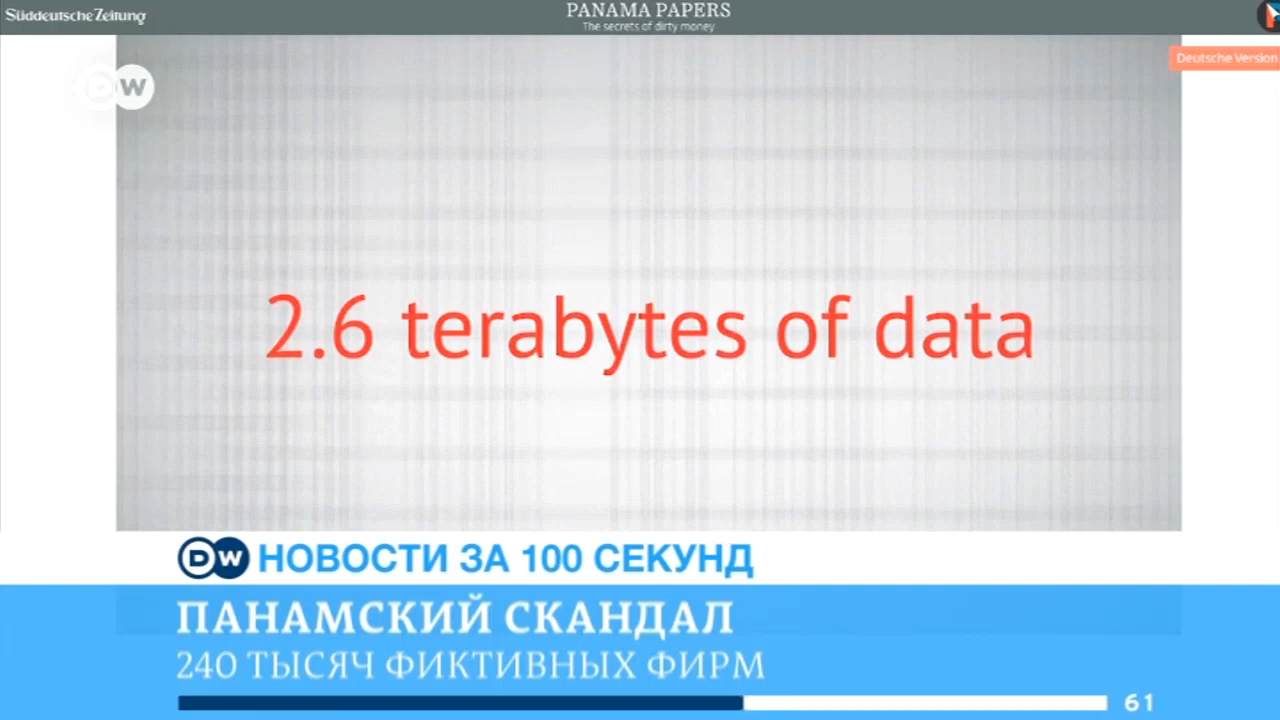 Süddeutsche Zeitung
PANAMA PAPERS
The secrets of dirty money
Deutsche Version
DW
2.6 terabytes of data
DW НОВОСТИ ЗА 100 СЕКУНД
ПАНАМСКИЙ СКАНДАЛ
240 ТЫСЯЧ ФИКТИВНЫХ ФИРМ
61